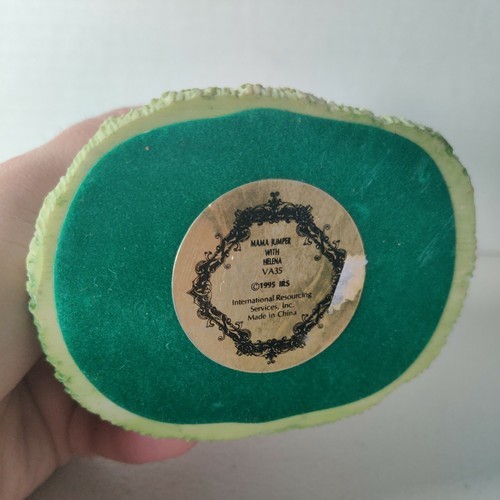 MAMA JUMPER
WITH
HELENA
VA35
©1995 IRS
International Resourcing
Services, Inc.
Made in China